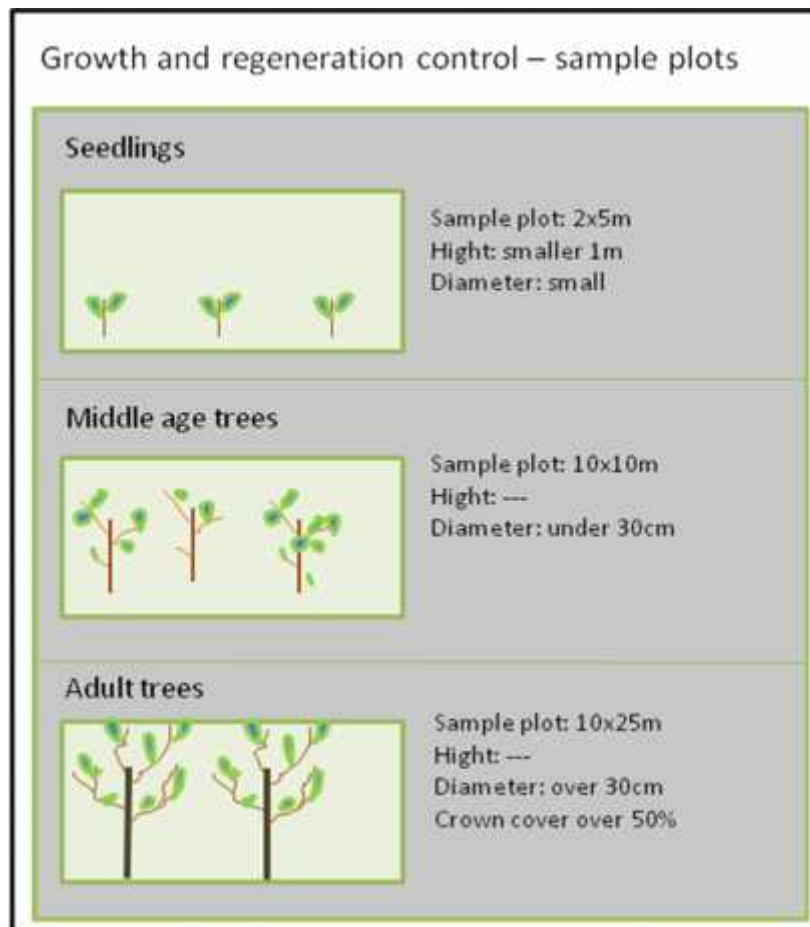 Growth and regeneration control – sample plots
Seedlings
Sample plot: 2x5m
Hight: smaller 1m
Diameter: small
Middle age trees
Sample plot: 10x10m
Hight: ---
Diameter: under 30cm
Adult trees
Sample plot: 10x25m
Hight: ---
Diameter: over 30cm
Crown cover over 50%